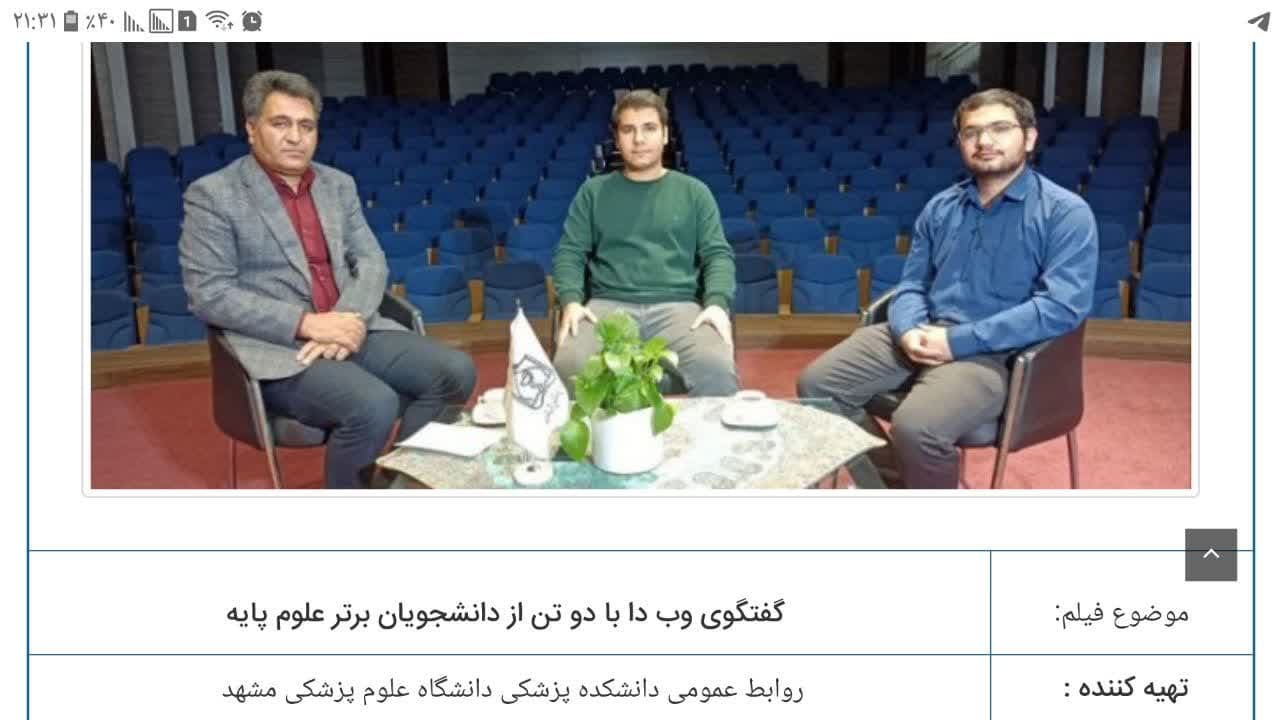 ۲۱:۳۱ ٪۴۰ 1
موضوع فیلم: گفتگوی وب دا با دو تن از دانشجویان برتر علوم پایه
تهیه کننده : روابط عمومی دانشکده پزشکی دانشگاه علوم پزشکی مشهد